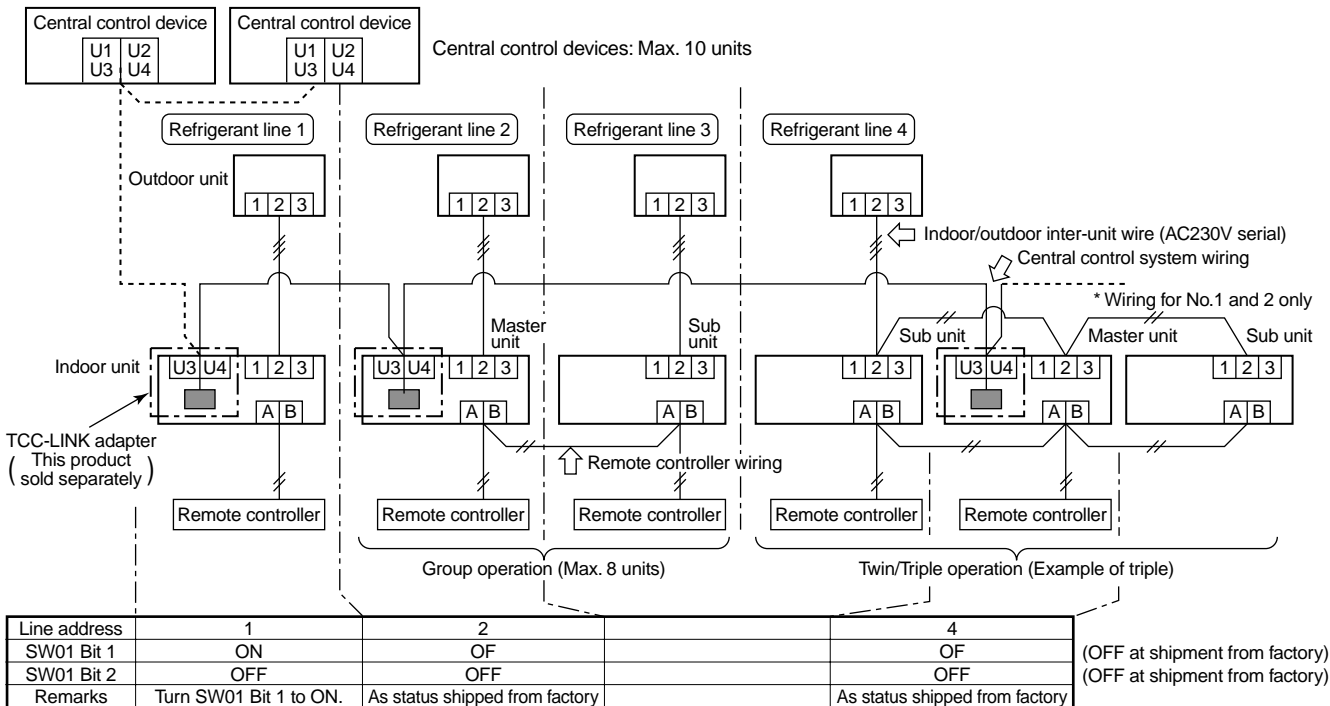 Central control device
Central control device
U1 U2
U3 U4
U1 U2
U3 U4
Central control devices: Max. 10 units
Refrigerant line 1
Refrigerant line 2
Refrigerant line 3
Refrigerant line 4
Outdoor unit
1 2 3
1 2 3
1 2 3
1 2 3
Indoor/outdoor inter-unit wire (AC230V serial)
Central control system wiring
* Wiring for No.1 and 2 only
Master unit
Sub unit
Sub unit
Master unit
Sub unit
Indoor unit
U3 U4
1 2 3
U3 U4
1 2 3
1 2 3
1 2 3
U3 U4
1 2 3
1 2 3
A B
A B
A B
A B
A B
A B
TCC-LINK adapter
( This product
sold separately )
Remote controller wiring
Remote controller
Remote controller
Remote controller
Remote controller
Remote controller
Group operation (Max. 8 units)
Twin/Triple operation (Example of triple)
Line address 1 2 4
SW01 Bit 1 ON OF OF (OFF at shipment from factory)
SW01 Bit 2 OFF OFF OFF (OFF at shipment from factory)
Remarks Turn SW01 Bit 1 to ON. As status shipped from factory As status shipped from factory